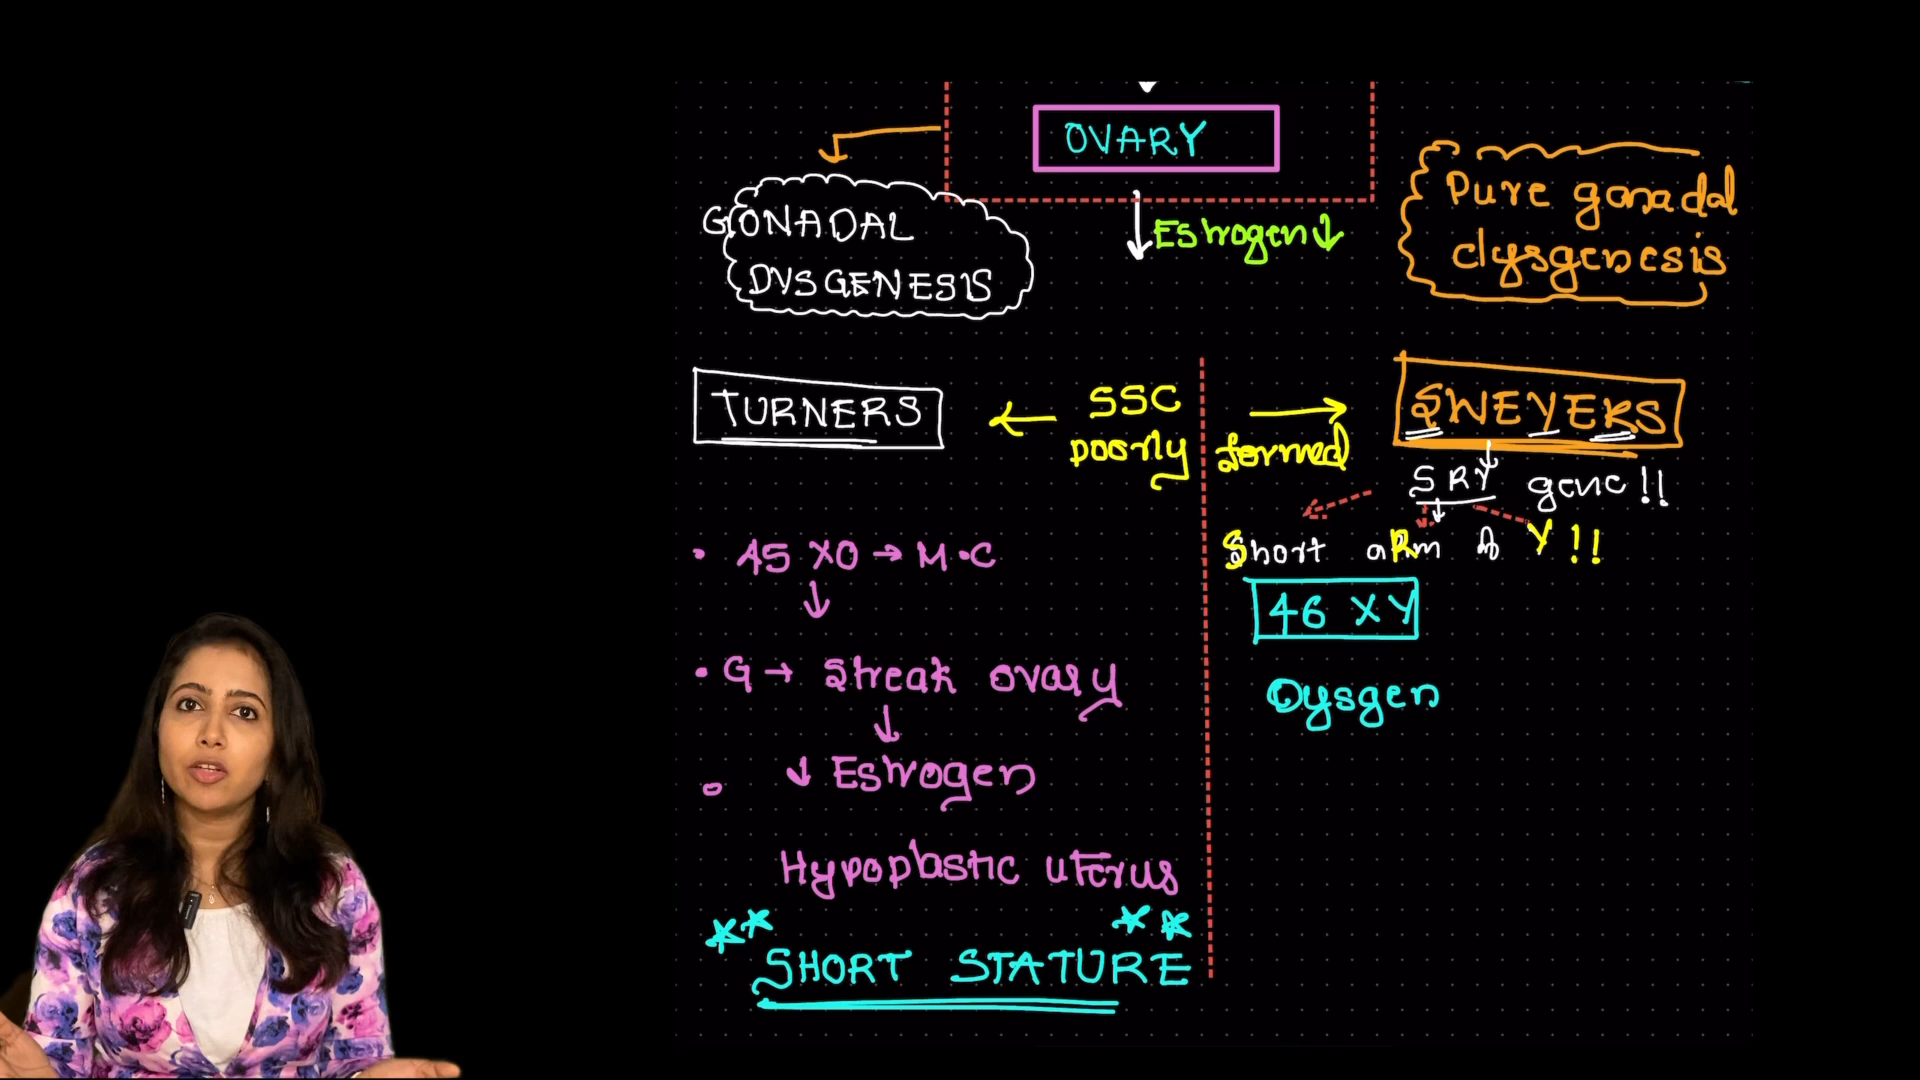 OVARY
GONADAL
DYSGENESIS
Estrogen↓
Pure gonadal
dysgenesis
TURNERS
← SSC →
poorly formed
SWEYERS
SRY gene!!
Short aRm Y!!
• 45 XO → M.C
46 XY
• G → Streak ovary
Dysgen
↓ Estrogen
Hypoplastic uterus
SHORT STATURE